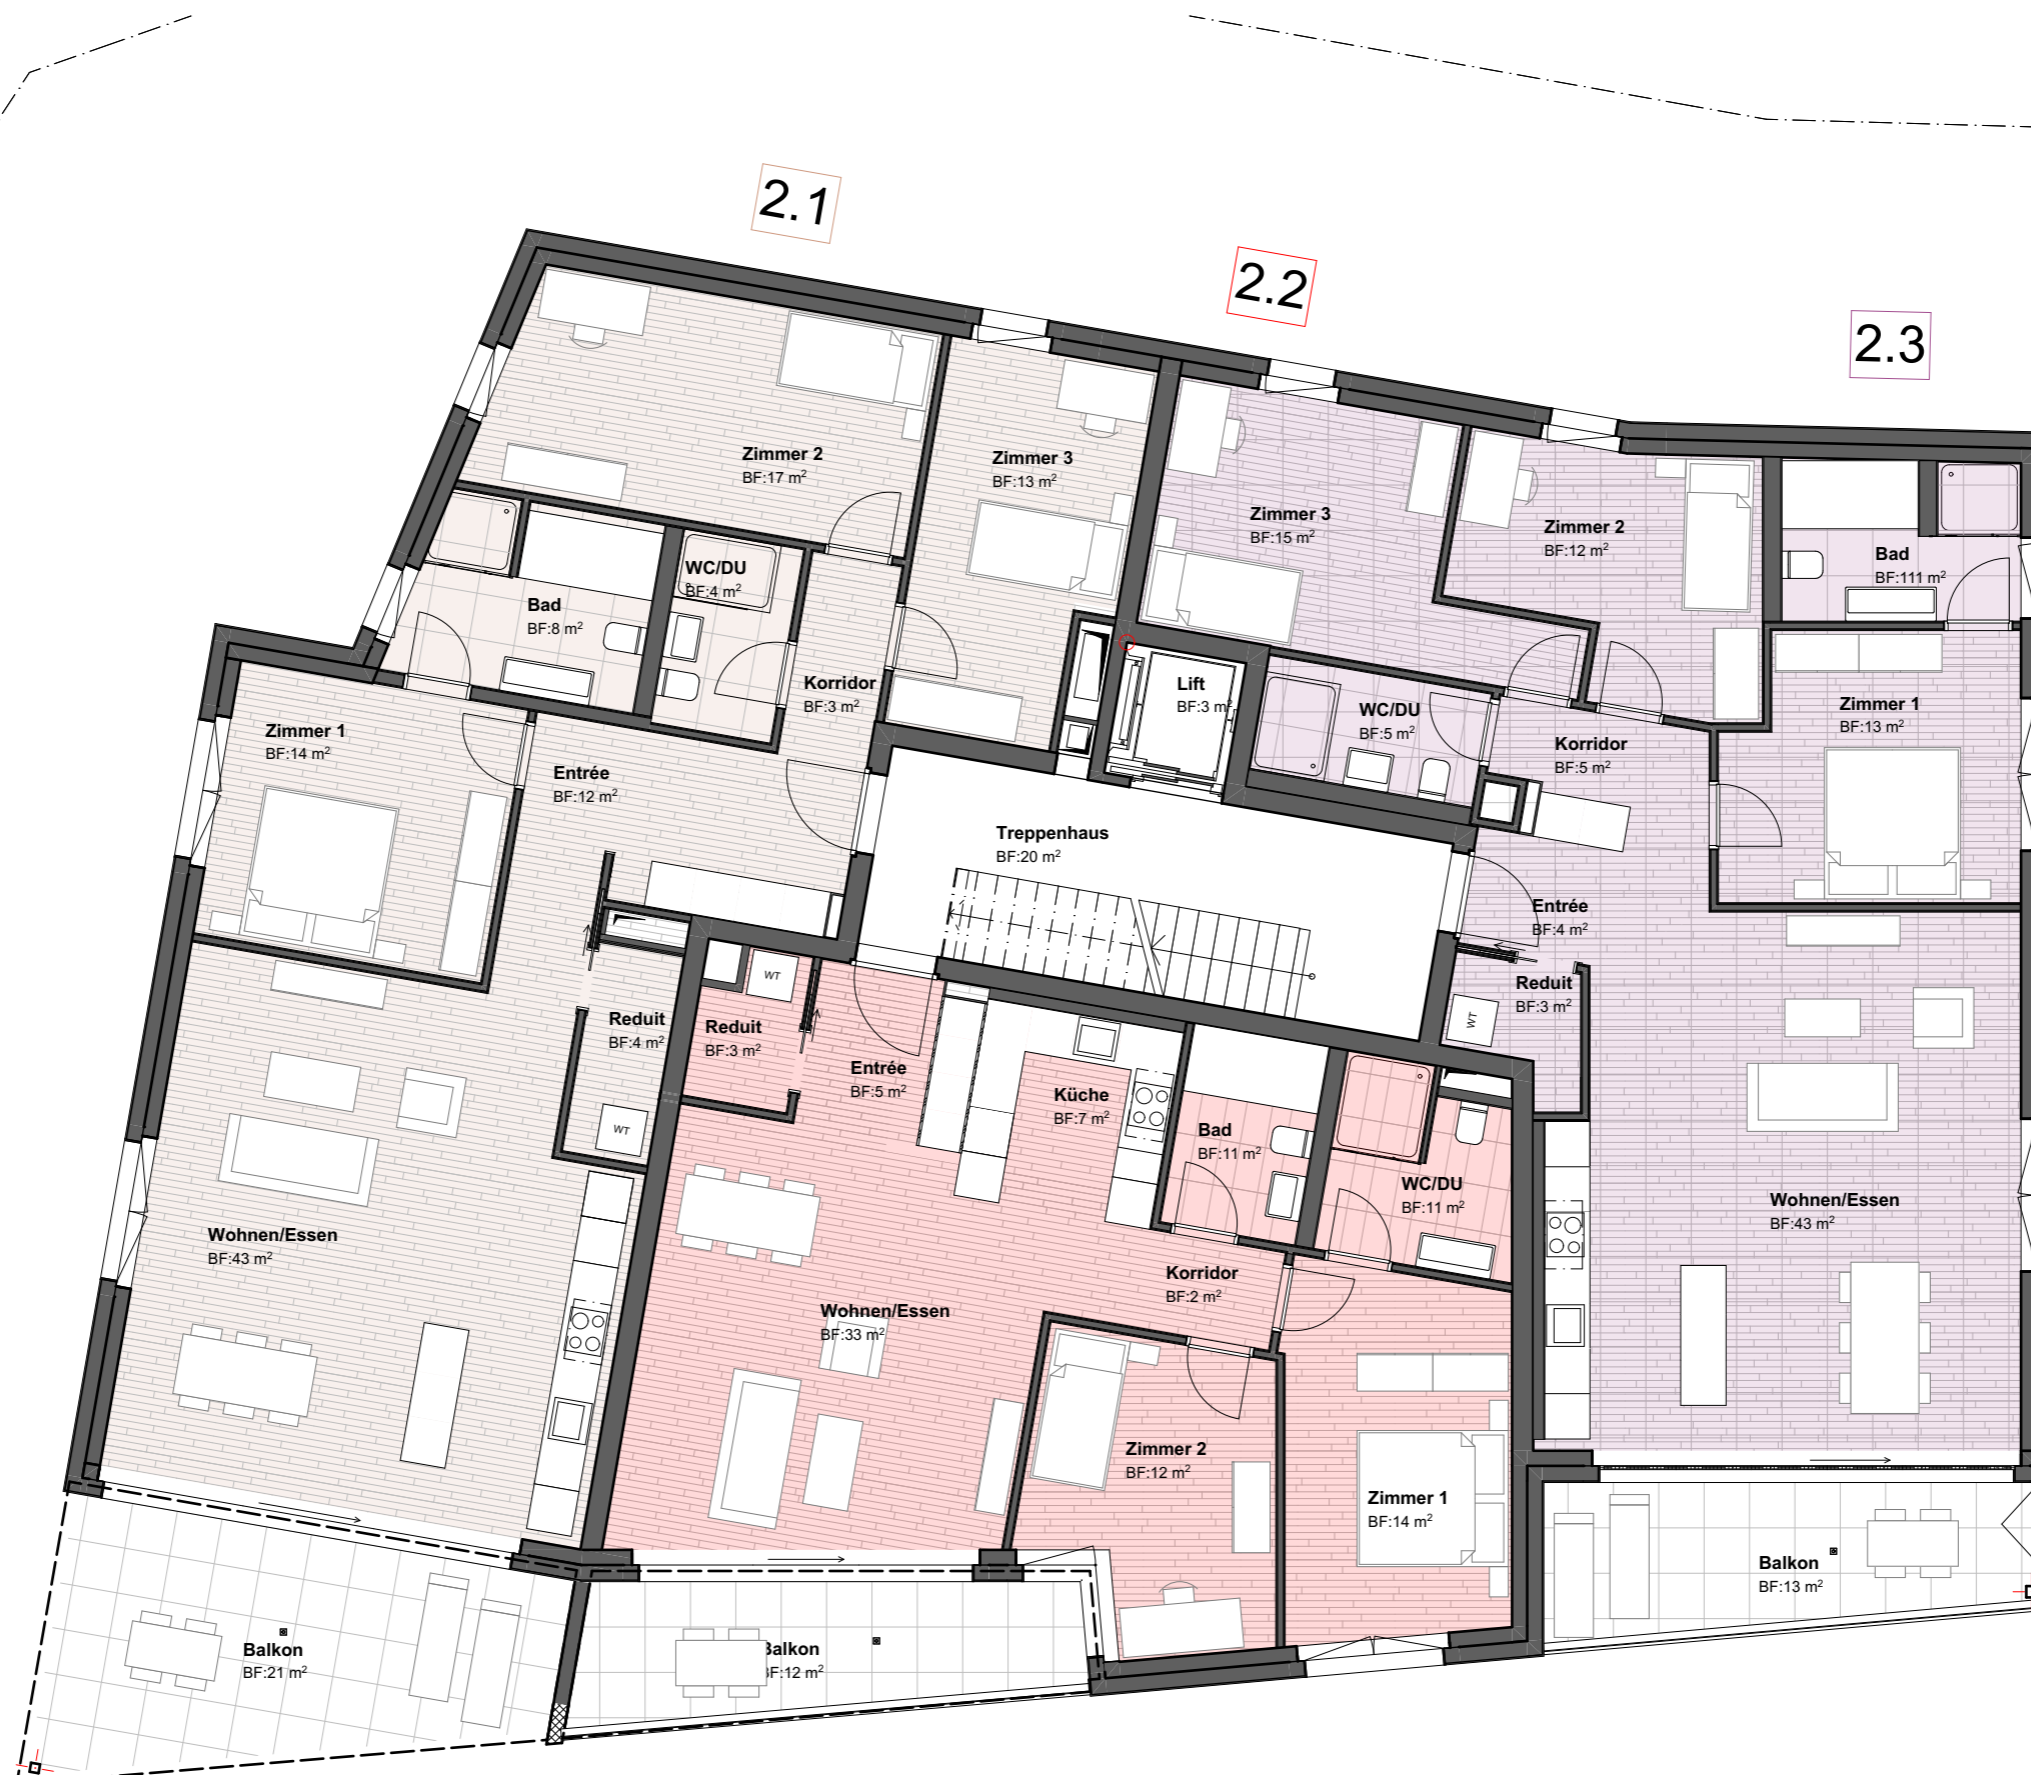 2.1
2.2
2.3
Zimmer 2
BF:17 m²
Zimmer 3
BF:13 m²
Zimmer 3
BF:15 m²
Zimmer 2
BF:12 m²
Bad
BF:111 m²
WC/DU
BF:4 m²
Bad
BF:8 m²
Korridor
BF:3 m²
Lift
BF:3 m²
WC/DU
BF:5 m²
Zimmer 1
BF:13 m²
Zimmer 1
BF:14 m²
Korridor
BF:5 m²
Entrée
BF:12 m²
Treppenhaus
BF:20 m²
Entrée
BF:4 m²
WT
Reduit
BF:3 m²
WT
Reduit
BF:4 m²
Reduit
BF:3 m²
Entrée
BF:5 m²
Küche
BF:7 m²
WT
Bad
BF:11 m²
WC/DU
BF:11 m²
Wohnen/Essen
BF:43 m²
Wohnen/Essen
BF:43 m²
Korridor
BF:2 m²
Wohnen/Essen
BF:33 m²
Zimmer 2
BF:12 m²
Zimmer 1
BF:14 m²
Balkon
BF:13 m²
Balkon
BF:21 m²
Balkon
BF:12 m²